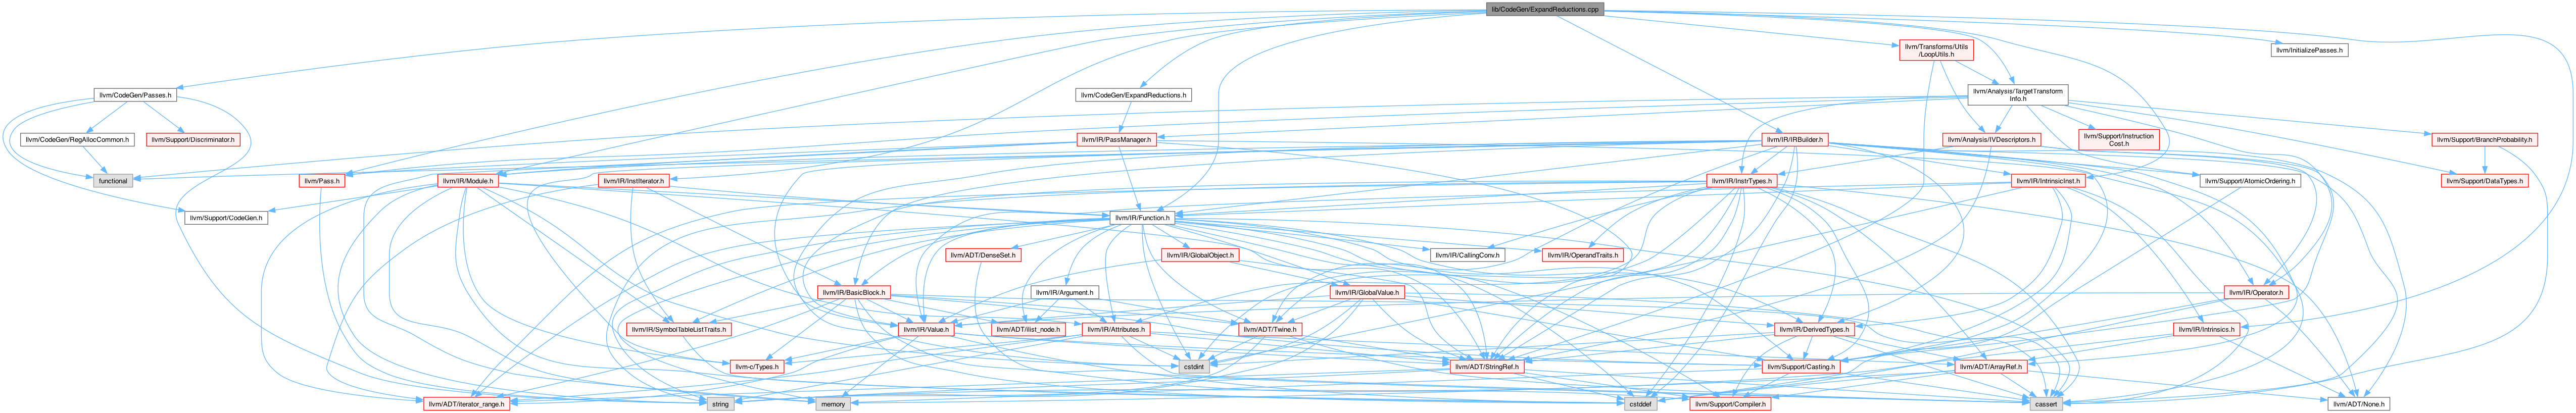 lib/CodeGen/ExpandReductions.cpp
llvm/Transforms/Utils
/LoopUtils.h
llvm/InitializePasses.h
llvm/CodeGen/Passes.h
llvm/CodeGen/ExpandReductions.h
llvm/Analysis/TargetTransform
Info.h
llvm/CodeGen/RegAllocCommon.h
llvm/Support/Discriminator.h
llvm/IR/PassManager.h
llvm/IR/IRBuilder.h
llvm/Analysis/IVDescriptors.h
llvm/Support/Instruction
Cost.h
llvm/Support/BranchProbability.h
functional
llvm/Pass.h
llvm/IR/Module.h
llvm/IR/InstIterator.h
llvm/IR/InstrTypes.h
llvm/IR/IntrinsicInst.h
llvm/Support/AtomicOrdering.h
llvm/Support/DataTypes.h
llvm/Support/CodeGen.h
llvm/IR/Function.h
llvm/ADT/DenseSet.h
llvm/IR/GlobalObject.h
llvm/IR/CallingConv.h
llvm/IR/OperandTraits.h
llvm/IR/BasicBlock.h
llvm/IR/Argument.h
llvm/IR/GlobalValue.h
llvm/IR/Operator.h
llvm/IR/SymbolTableListTraits.h
llvm/IR/Value.h
llvm/ADT/ilist_node.h
llvm/IR/Attributes.h
llvm/ADT/Twine.h
llvm/IR/DerivedTypes.h
llvm/IR/Intrinsics.h
llvm-c/Types.h
cstdint
llvm/ADT/StringRef.h
llvm/Support/Casting.h
llvm/ADT/ArrayRef.h
llvm/ADT/iterator_range.h
string
memory
cstddef
llvm/Support/Compiler.h
cassert
llvm/ADT/None.h